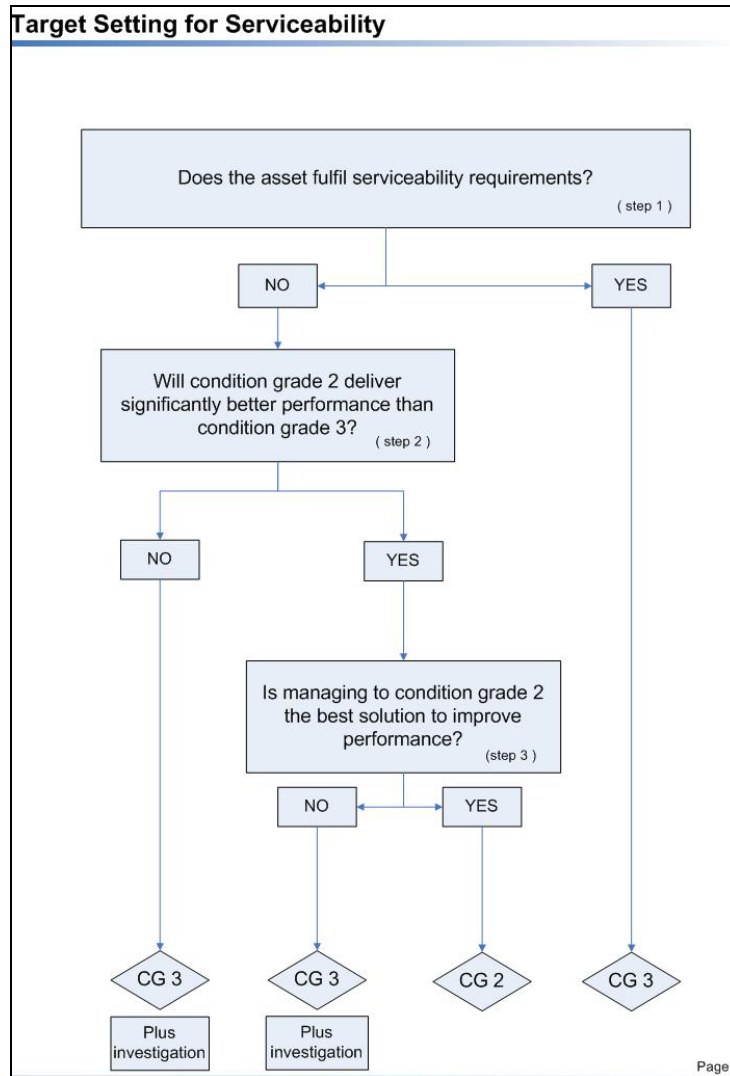 Target Setting for Serviceability
Does the asset fulfil serviceability requirements?
( step 1 )
NO
YES
Will condition grade 2 deliver
significantly better performance than
condition grade 3?
( step 2 )
NO
YES
Is managing to condition grade 2
the best solution to improve
performance?
(step 3 )
NO
YES
CG 3
CG 3
CG 2
CG 3
Plus
investigation
Plus
investigation
Page